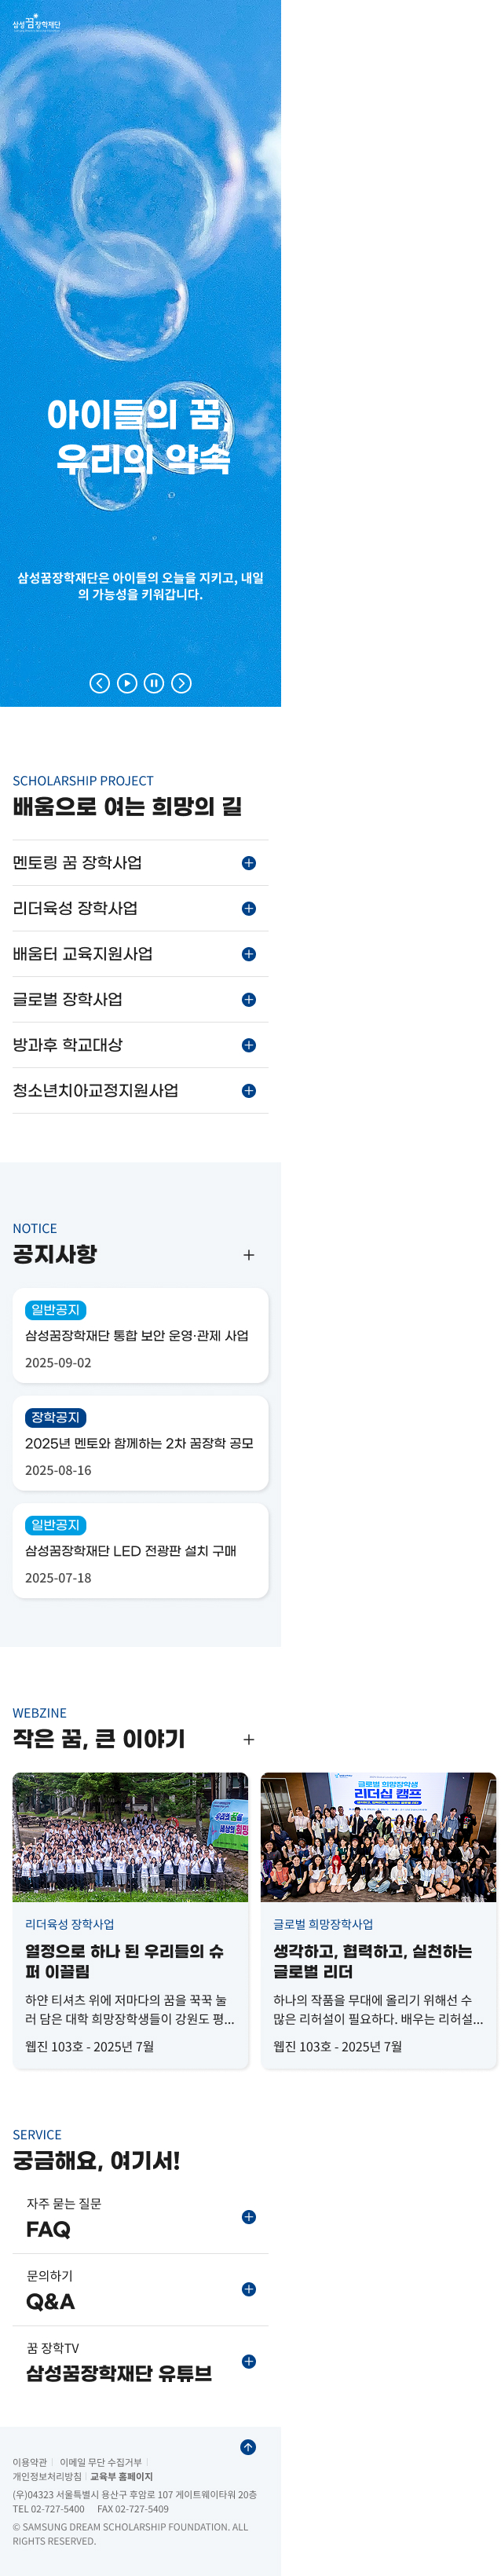 삼성꿈장학재단
아이들의 꿈,
우리의 약속
삼성꿈장학재단은 아이들의 오늘을 지키고, 내일
의 가능성을 키워갑니다.
SCHOLARSHIP PROJECT
배움으로 여는 희망의 길
멘토링 꿈 장학사업
리더육성 장학사업
배움터 교육지원사업
글로벌 장학사업
방과후 학교대상
청소년치아교정지원사업
NOTICE
공지사항
일반공지
삼성꿈장학재단 통합 보안 운영·관제 사업
2025-09-02
장학공지
2025년 멘토와 함께하는 2차 꿈장학 공모
2025-08-16
일반공지
삼성꿈장학재단 LED 전광판 설치 구매
2025-07-18
WEBZINE
작은 꿈, 큰 이야기
글로벌 희망장학생
리더십 캠프
리더육성 장학사업
열정으로 하나 된 우리들의 슈
퍼 이끌림
하얀 티셔츠 위에 저마다의 꿈을 꾹꾹 눌
러 담은 대학 희망장학생들이 강원도 평...
웹진 103호 - 2025년 7월
글로벌 희망장학사업
생각하고, 협력하고, 실천하는
글로벌 리더
하나의 작품을 무대에 올리기 위해선 수
많은 리허설이 필요하다. 배우는 리허설...
웹진 103호 - 2025년 7월
SERVICE
궁금해요, 여기서!
자주 묻는 질문
FAQ
문의하기
Q&A
꿈 장학TV
삼성꿈장학재단 유튜브
이용약관 이메일 무단 수집거부
개인정보처리방침 교육부 홈페이지
(우)04323 서울특별시 용산구 후암로 107 게이트웨이타워 20층
TEL 02-727-5400 FAX 02-727-5409
© SAMSUNG DREAM SCHOLARSHIP FOUNDATION. ALL
RIGHTS RESERVED.